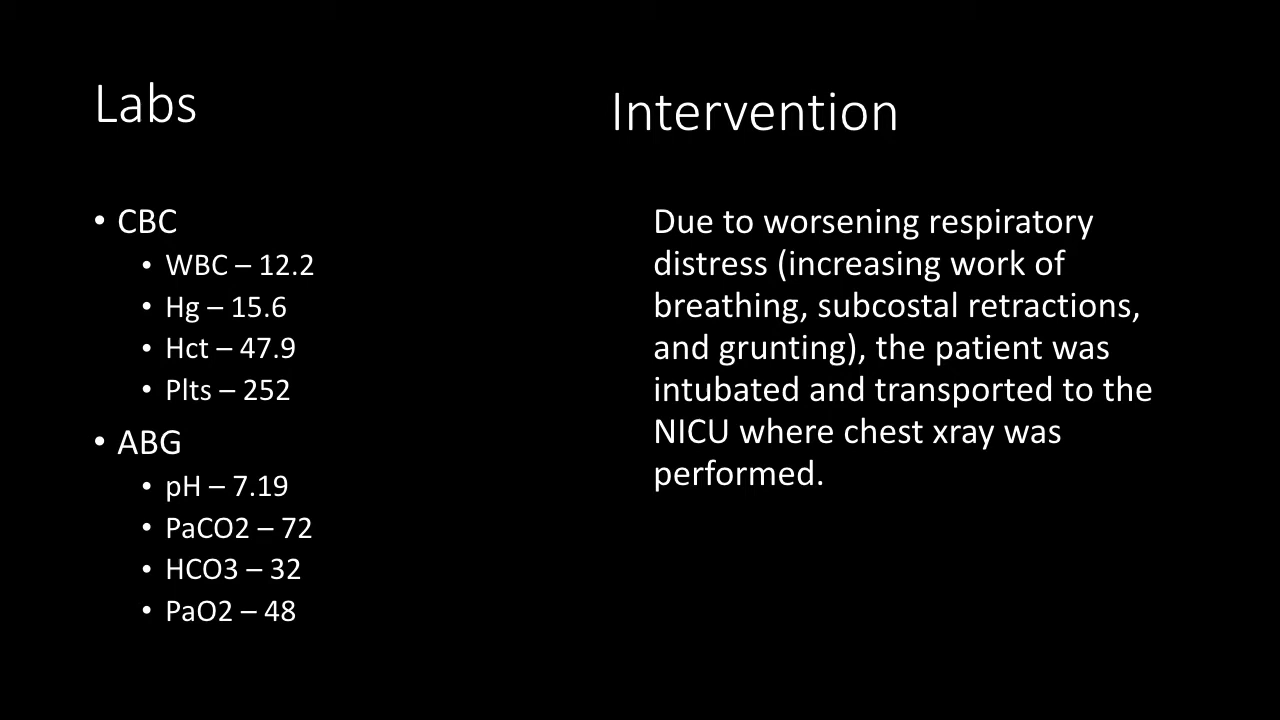 Labs
• CBC
• WBC – 12.2
• Hg – 15.6
• Hct – 47.9
• Plts – 252
• ABG
• pH – 7.19
• PaCO2 – 72
• HCO3 – 32
• PaO2 – 48
Intervention
Due to worsening respiratory
distress (increasing work of
breathing, subcostal retractions,
and grunting), the patient was
intubated and transported to the
NICU where chest xray was
performed.